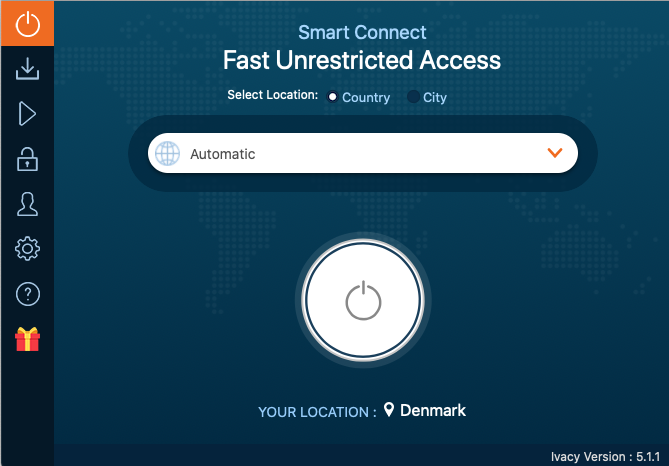 Smart Connect
Fast Unrestricted Access
Select Location: Country City
Automatic
YOUR LOCATION : Denmark
Ivacy Version : 5.1.1